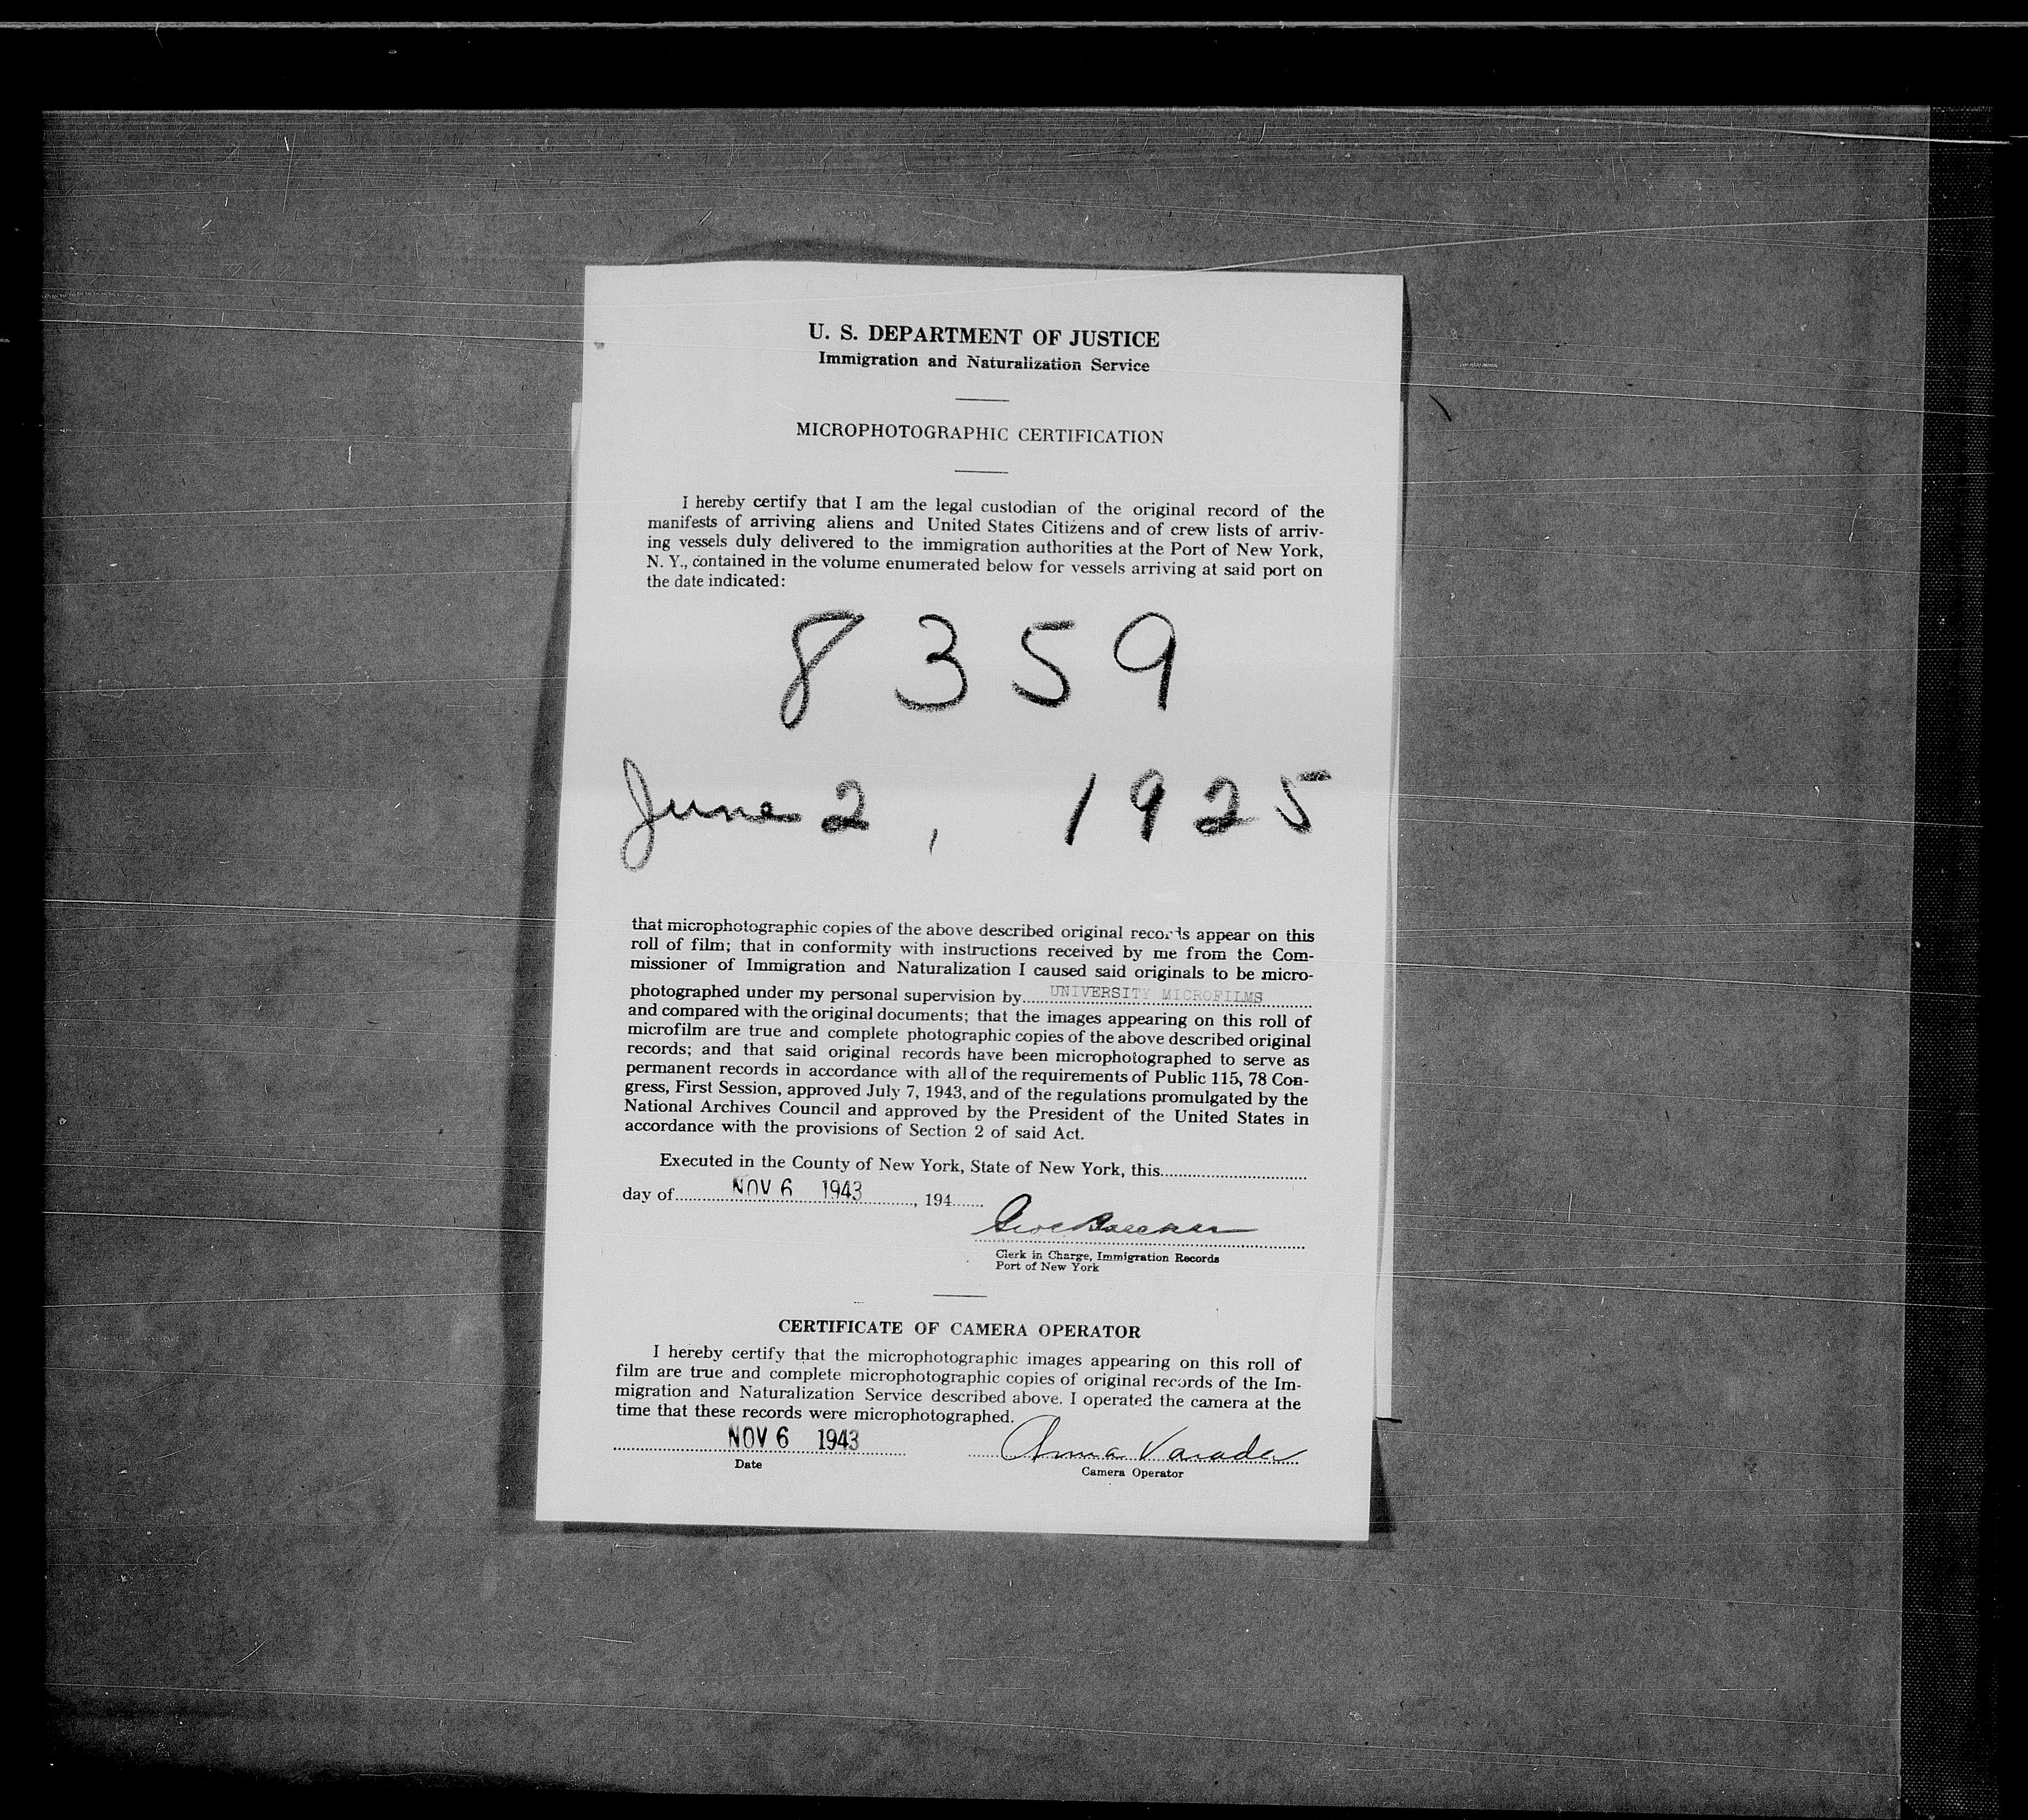 U. S. DEPARTMENT OF JUSTICE
Immigration and Naturalization Service
MICROPHOTOGRAPHIC CERTIFICATION
I hereby certify that I am the legal custodian of the original record of the
manifests of arriving aliens and United States Citizens and of crew lists of arriv-
ing vessels duly delivered to the immigration authorities at the Port of New York,
N. Y., contained in the volume enumerated below for vessels arriving at said port on
the date indicated:
8359
June 2, 1925
that microphotographic copies of the above described original records appear on this
roll of film; that in conformity with instructions received by me from the Com-
missioner of Immigration and Naturalization I caused said originals to be micro-
photographed under my personal supervision by UNIVERSITY MICROFILMS
and compared with the original documents; that the images appearing on this roll of
microfilm are true and complete photographic copies of the above described original
records; and that said original records have been microphotographed to serve as
permanent records in accordance with all of the requirements of Public 115, 78 Con-
gress, First Session, approved July 7, 1943, and of the regulations promulgated by the
National Archives Council and approved by the President of the United States in
accordance with the provisions of Section 2 of said Act.
Executed in the County of New York, State of New York, this
day of NOV 6 1943, 194
Clerk in Charge, Immigration Records
Port of New York
CERTIFICATE OF CAMERA OPERATOR
I hereby certify that the microphotographic images appearing on this roll of
film are true and complete microphotographic copies of original records of the Im-
migration and Naturalization Service described above. I operated the camera at the
time that these records were microphotographed.
NOV 6 1943 Anna Varada
Date
Camera Operator